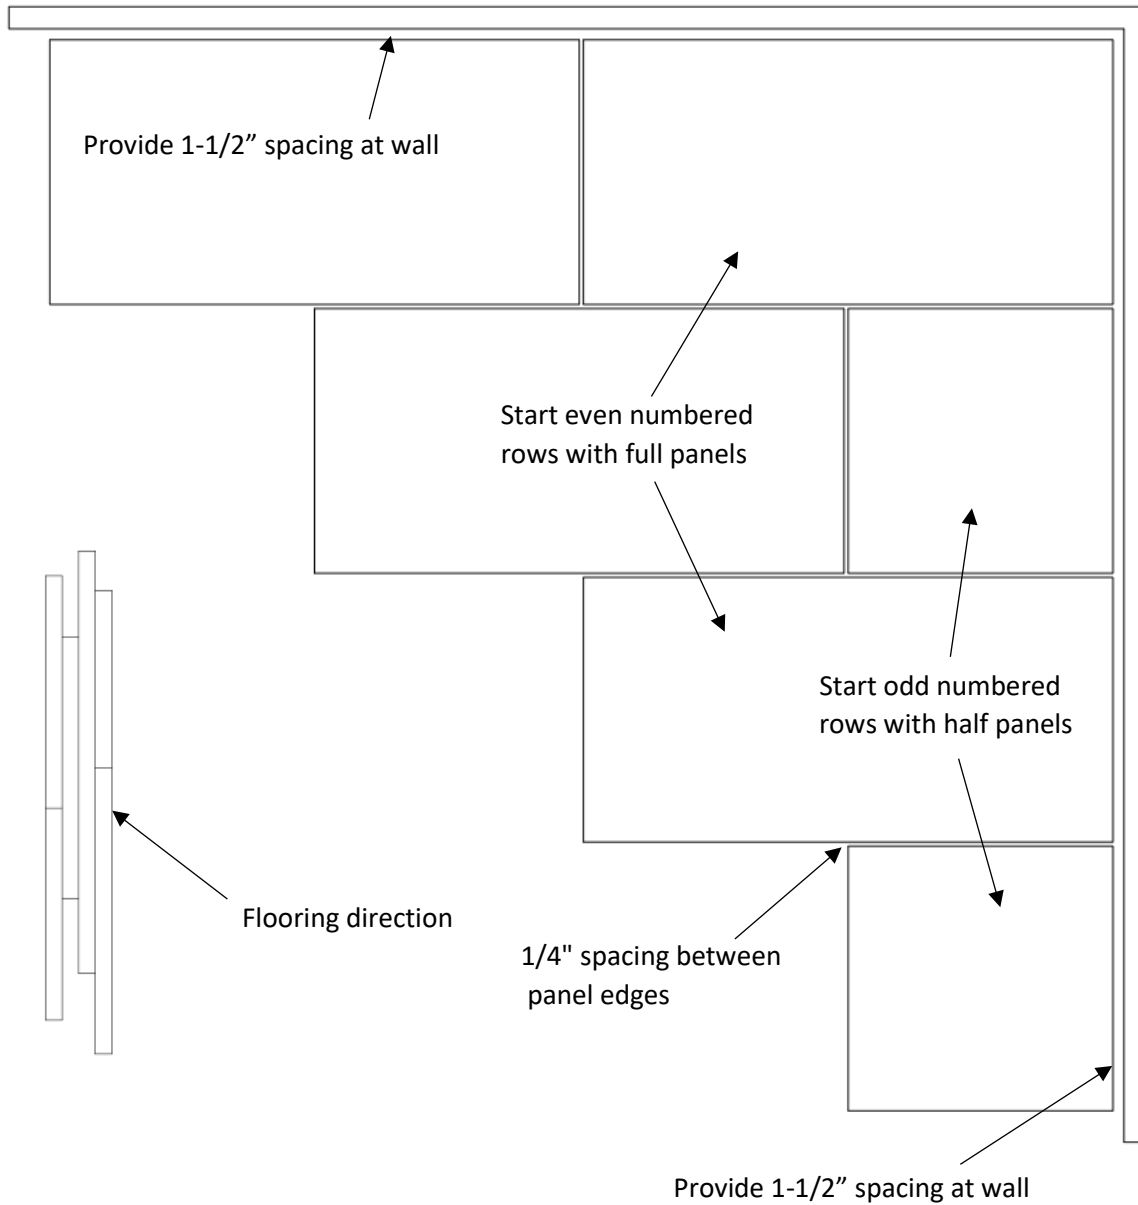 Provide 1-1/2” spacing at wall
Start even numbered
rows with full panels
Start odd numbered
rows with half panels
Flooring direction
1/4" spacing between
panel edges
Provide 1-1/2” spacing at wall